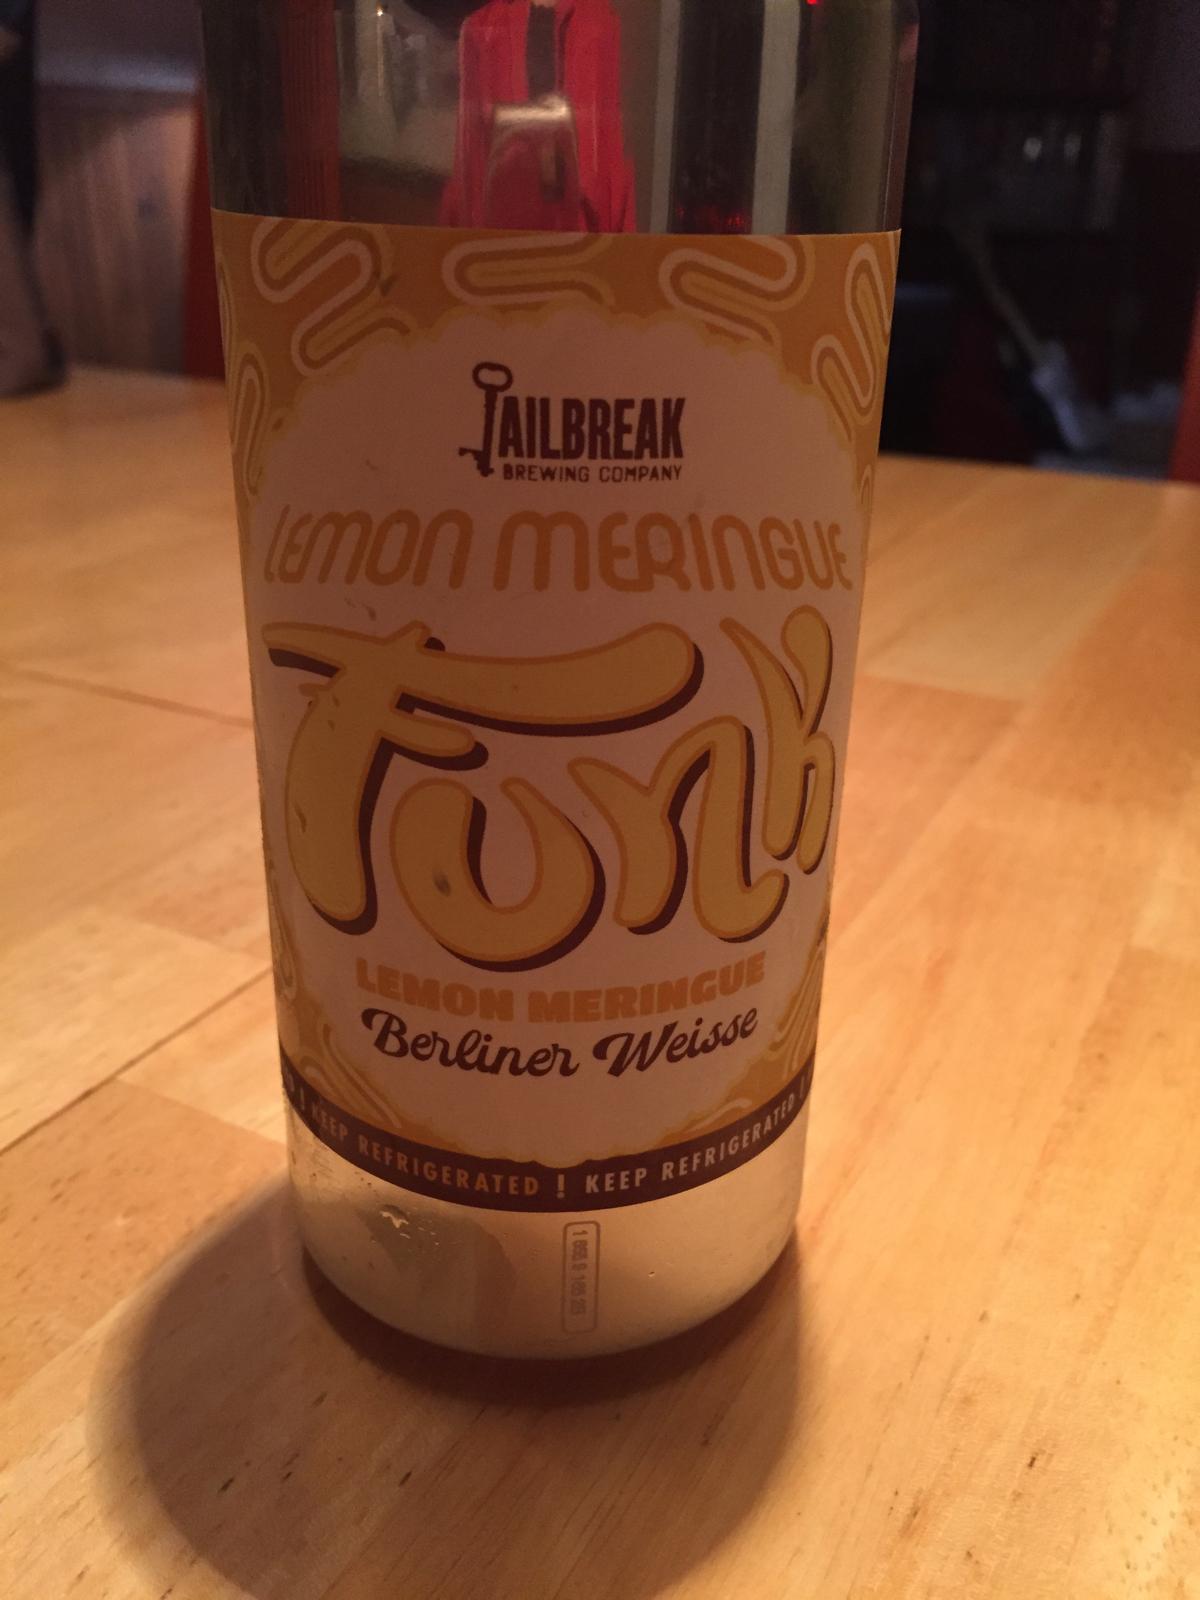 JAILBREAK
BREWING COMPANY
LEMON MERINGUE
Funk
LEMON MERINGUE
Berliner Weisse
! KEEP REFRIGERATED ! KEEP REFRIGERATED !